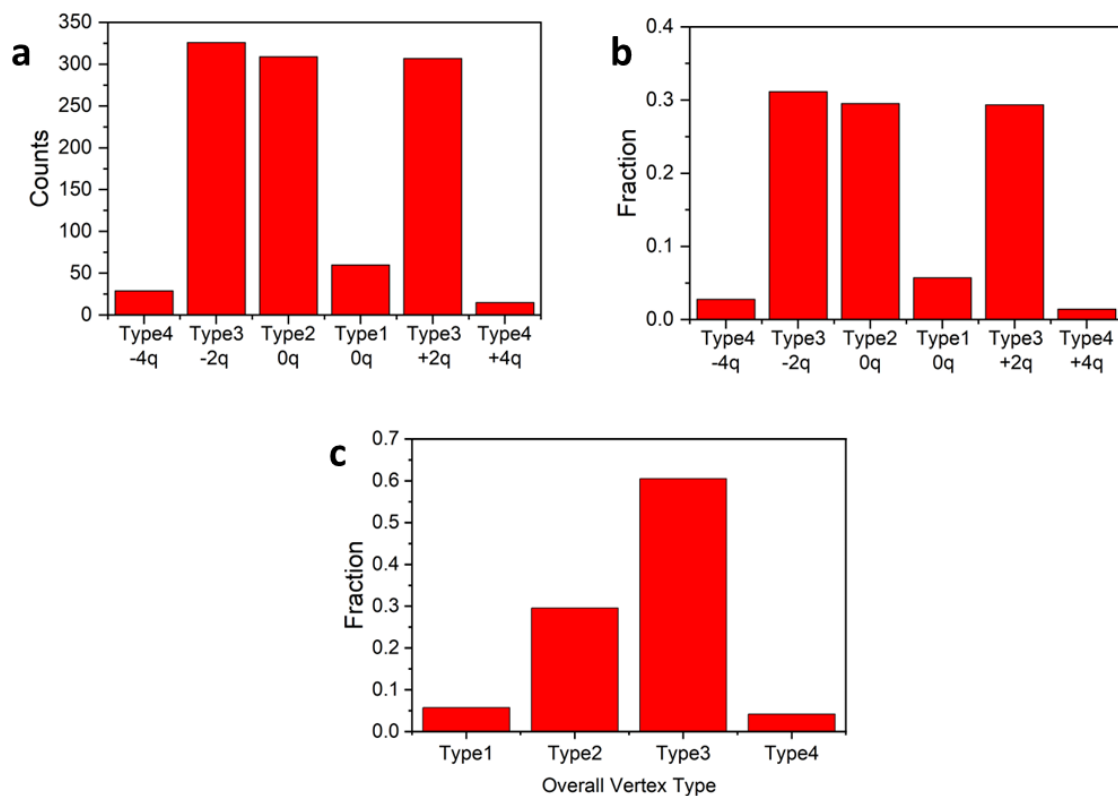 a
350
300
250
200
150
100
50
0
Counts
Type4 Type3 Type2 Type1 Type3 Type4
-4q -2q 0q 0q +2q +4q
b
0.4
0.3
0.2
0.1
0.0
Fraction
Type4 Type3 Type2 Type1 Type3 Type4
-4q -2q 0q 0q +2q +4q
c
0.7
0.6
0.5
0.4
0.3
0.2
0.1
0.0
Fraction
Type1 Type2 Type3 Type4
Overall Vertex Type